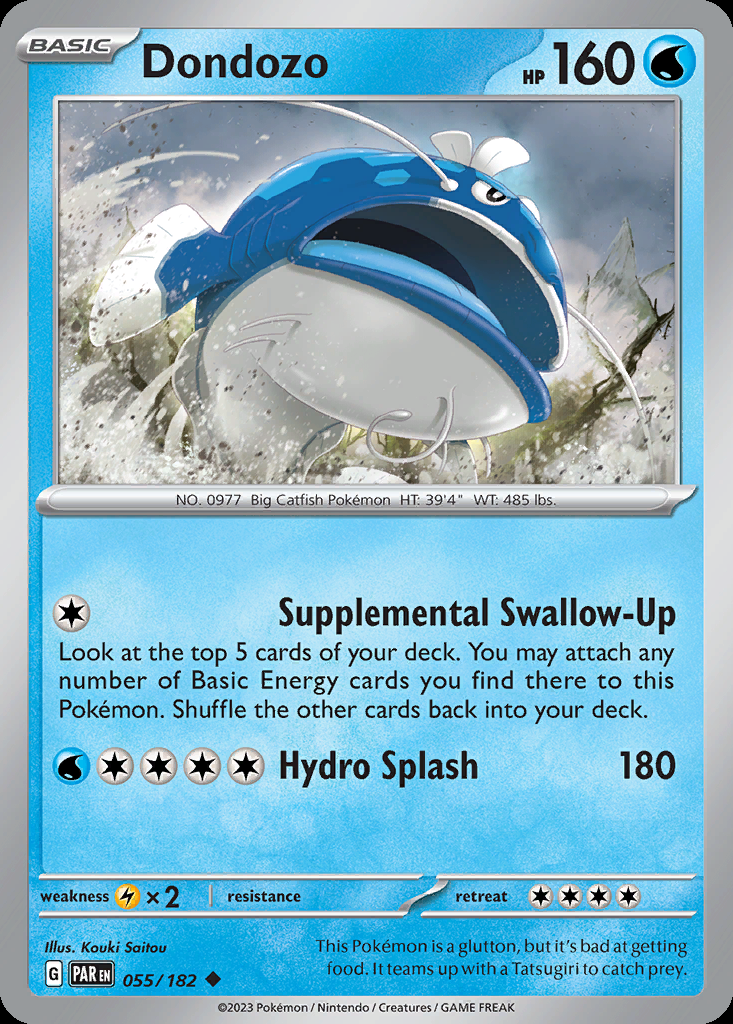 BASIC
Dondozo
HP 160
NO. 0977 Big Catfish Pokémon HT: 39'4" WT: 485 lbs.
Supplemental Swallow-Up
Look at the top 5 cards of your deck. You may attach any
number of Basic Energy cards you find there to this
Pokémon. Shuffle the other cards back into your deck.
Hydro Splash 180
weakness ×2 resistance retreat
Illus. Kouki Saitou
This Pokémon is a glutton, but it's bad at getting
food. It teams up with a Tatsugiri to catch prey.
G PAR EN 055/182
©2023 Pokémon / Nintendo / Creatures / GAME FREAK